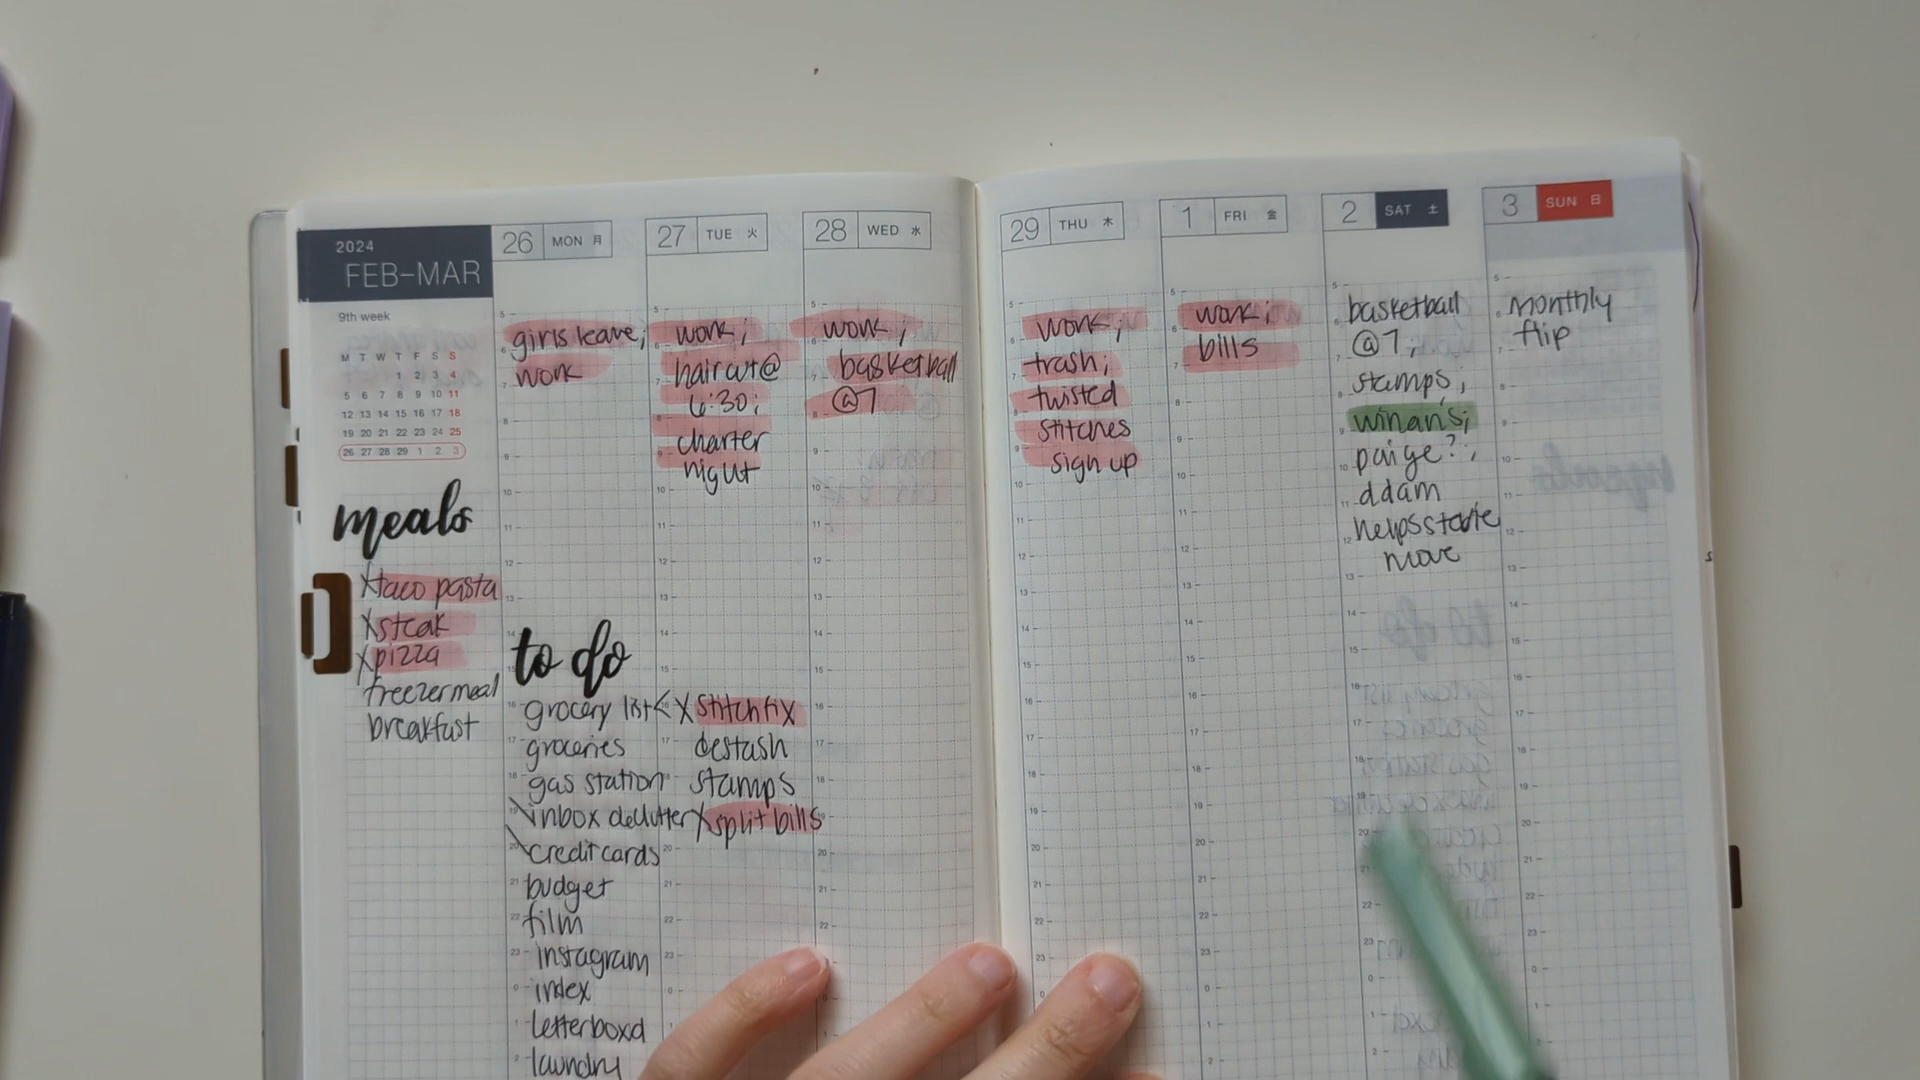 2024
FEB–MAR
9th week
M T W T F S S
1 2 3 4
5 6 7 8 9 10 11
12 13 14 15 16 17 18
19 20 21 22 23 24 25
26 27 28 29 1 2 3
meals
X taco pasta
X steak
X pizza
freezer meal
breakfast
26 MON 月
girls leave;
work
to do
grocery list <
groceries
gas station
\ inbox declutter
\ credit cards
budget
film
instagram
index
letterboxd
laundry
27 TUE 火
work;
haircut @
6:30;
charter
night
X stitchfix
destash
stamps
X split bills
28 WED 水
work;
basketball
@7
29 THU 木
work;
trash;
twisted
stitches
sign up
1 FRI 金
work;
bills
2 SAT 土
basketball
@7;
stamps;
winans;
paige?;
adam
helps starie
move
3 SUN 日
monthly
flip